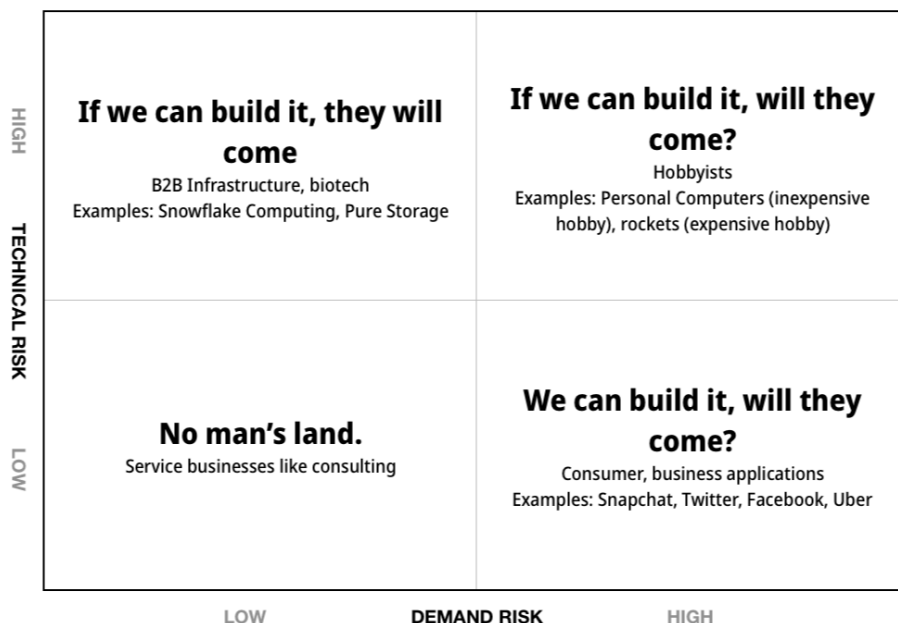 If we can build it, they will
come
B2B Infrastructure, biotech
Examples: Snowflake Computing, Pure Storage
If we can build it, will they
come?
Hobbyists
Examples: Personal Computers (inexpensive
hobby), rockets (expensive hobby)
HIGH
TECHNICAL RISK
LOW
No man’s land.
Service businesses like consulting
We can build it, will they
come?
Consumer, business applications
Examples: Snapchat, Twitter, Facebook, Uber
LOW
DEMAND RISK
HIGH